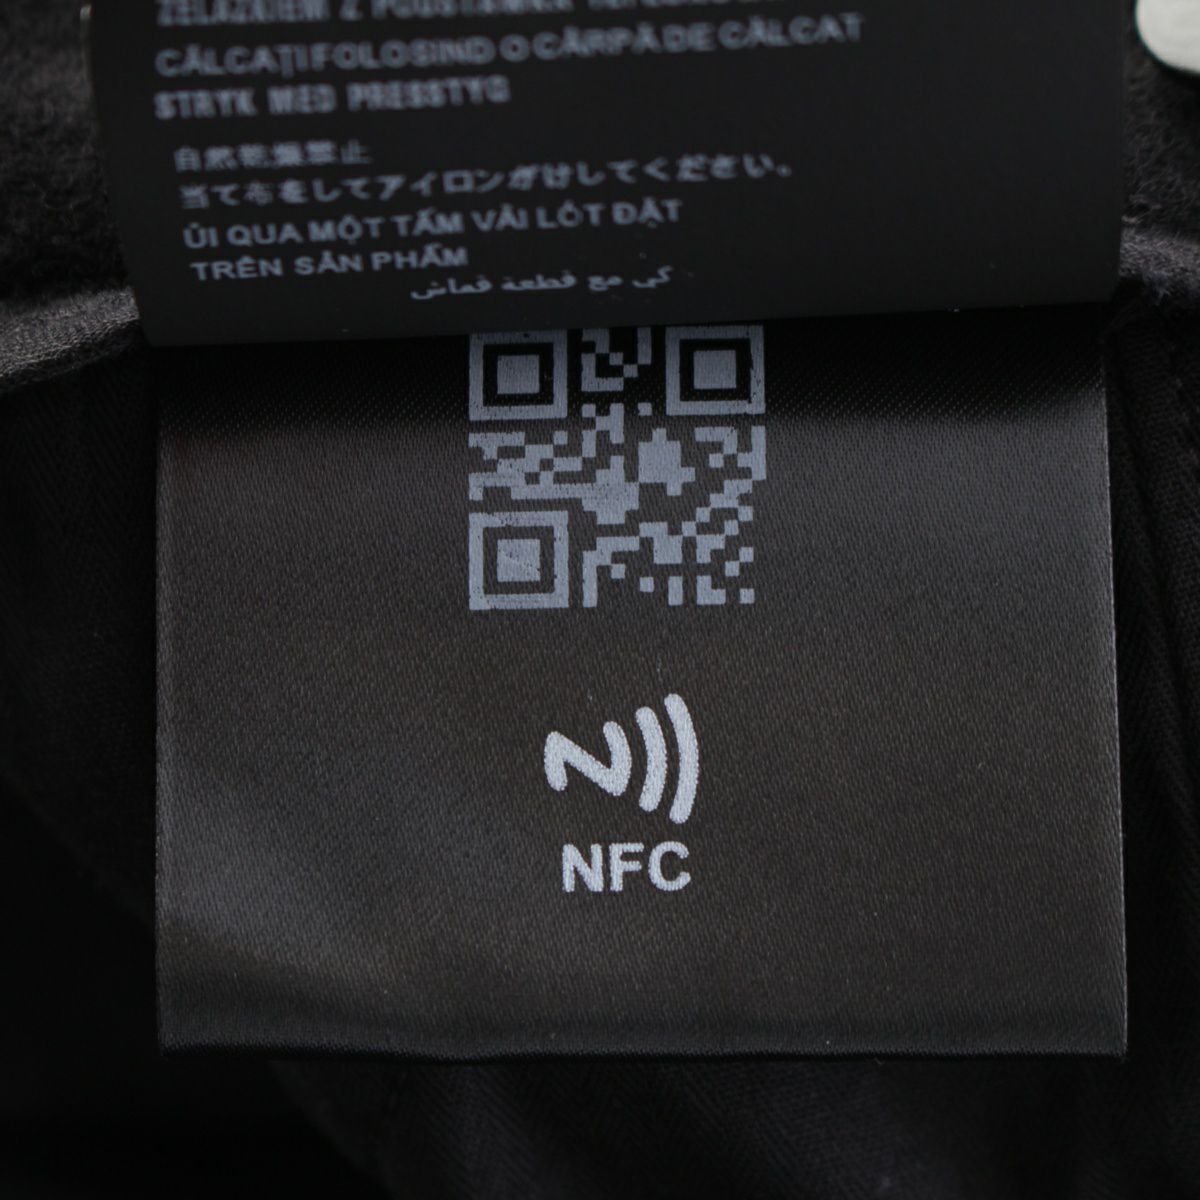 ŻELAZKIEM Z PODSTAWKĄ
CĂLCAȚI FOLOSIND O CÂRPĂ DE CĂLCAT
STRYK MED PRESSTYG
自然乾燥禁止
当て布をしてアイロンがけしてください。
ỦI QUA MỘT TẤM VẢI LÓT ĐẶT
TRÊN SẢN PHẨM
كي مع قطعة قماش
NFC